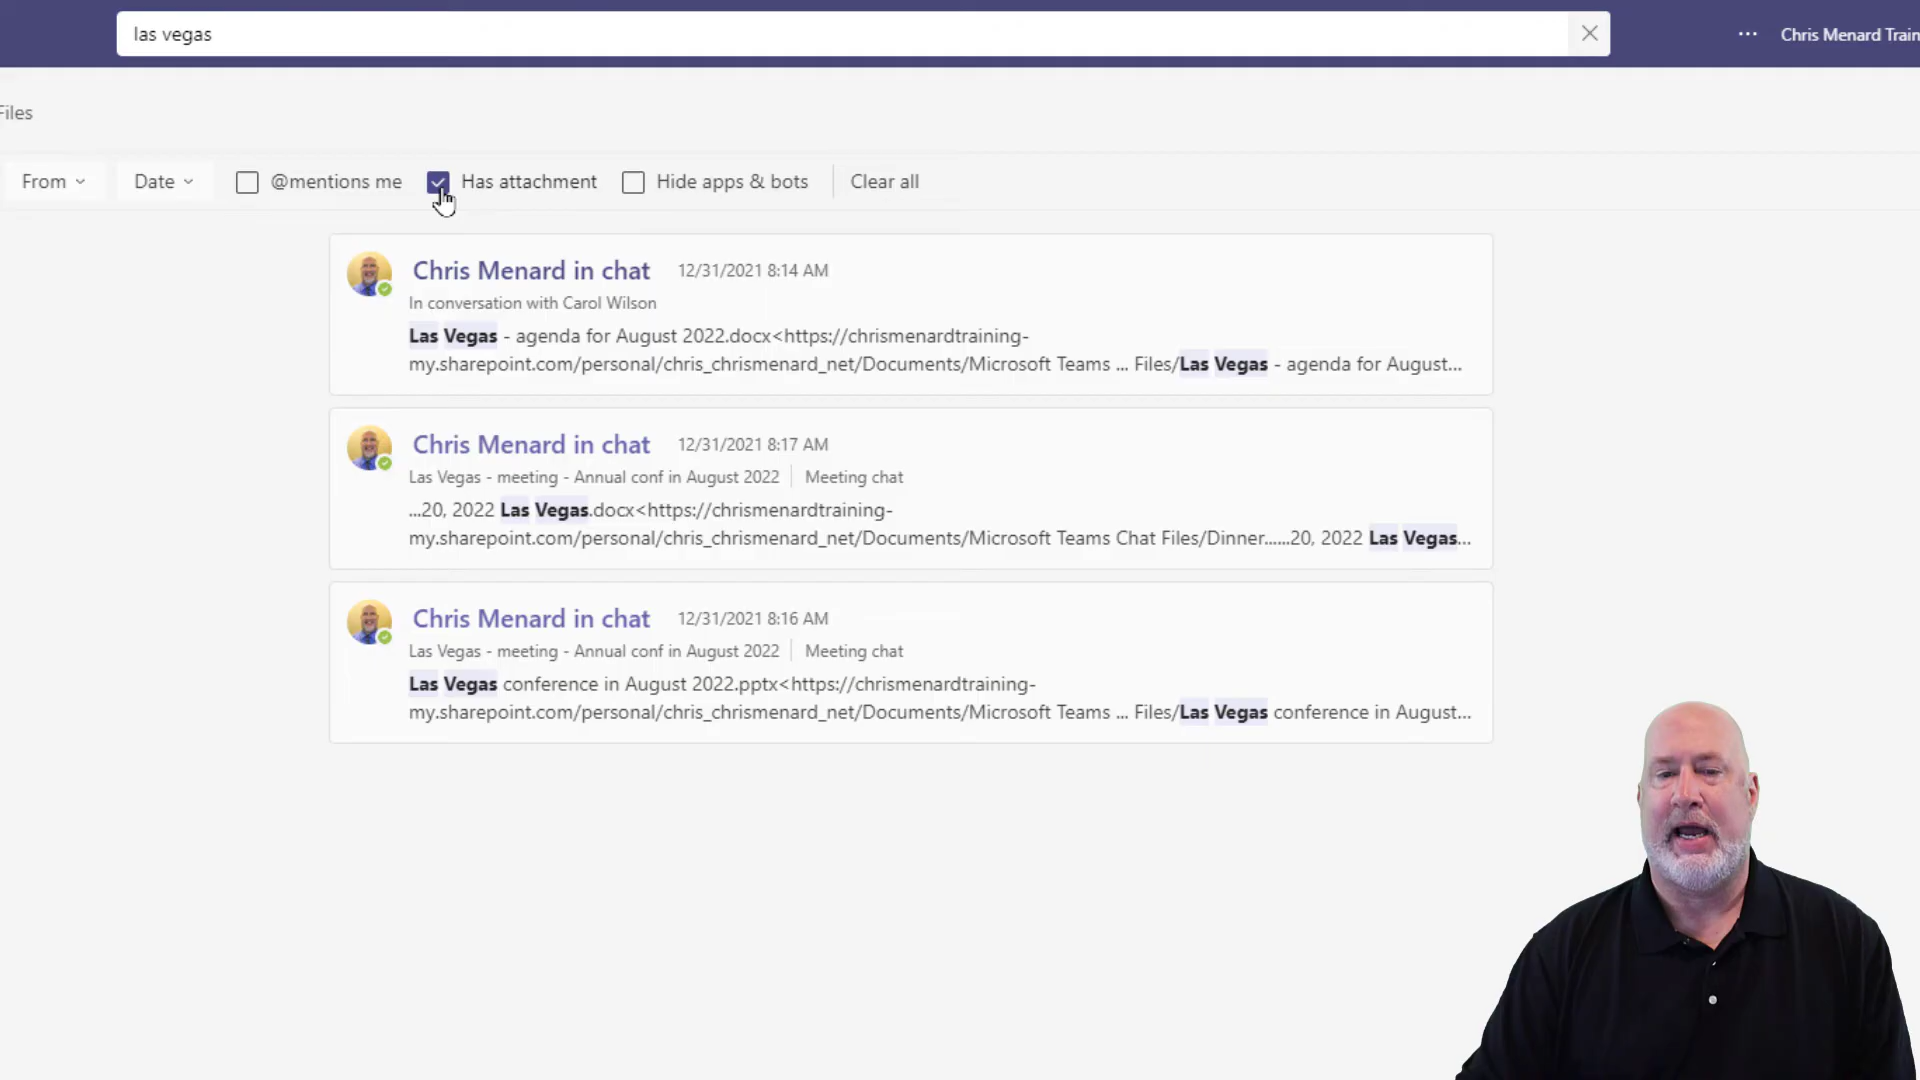 las vegas
Chris Menard Train
Files
From
Date
@mentions me
Has attachment
Hide apps & bots
Clear all
Chris Menard in chat 12/31/2021 8:14 AM
In conversation with Carol Wilson
Las Vegas - agenda for August 2022.docx<https://chrismenardtraining-
my.sharepoint.com/personal/chris_chrismenard_net/Documents/Microsoft Teams ... Files/Las Vegas - agenda for August...
Chris Menard in chat 12/31/2021 8:17 AM
Las Vegas - meeting - Annual conf in August 2022 Meeting chat
...20, 2022 Las Vegas.docx<https://chrismenardtraining-
my.sharepoint.com/personal/chris_chrismenard_net/Documents/Microsoft Teams Chat Files/Dinner......20, 2022 Las Vegas...
Chris Menard in chat 12/31/2021 8:16 AM
Las Vegas - meeting - Annual conf in August 2022 Meeting chat
Las Vegas conference in August 2022.pptx<https://chrismenardtraining-
my.sharepoint.com/personal/chris_chrismenard_net/Documents/Microsoft Teams ... Files/Las Vegas conference in August...